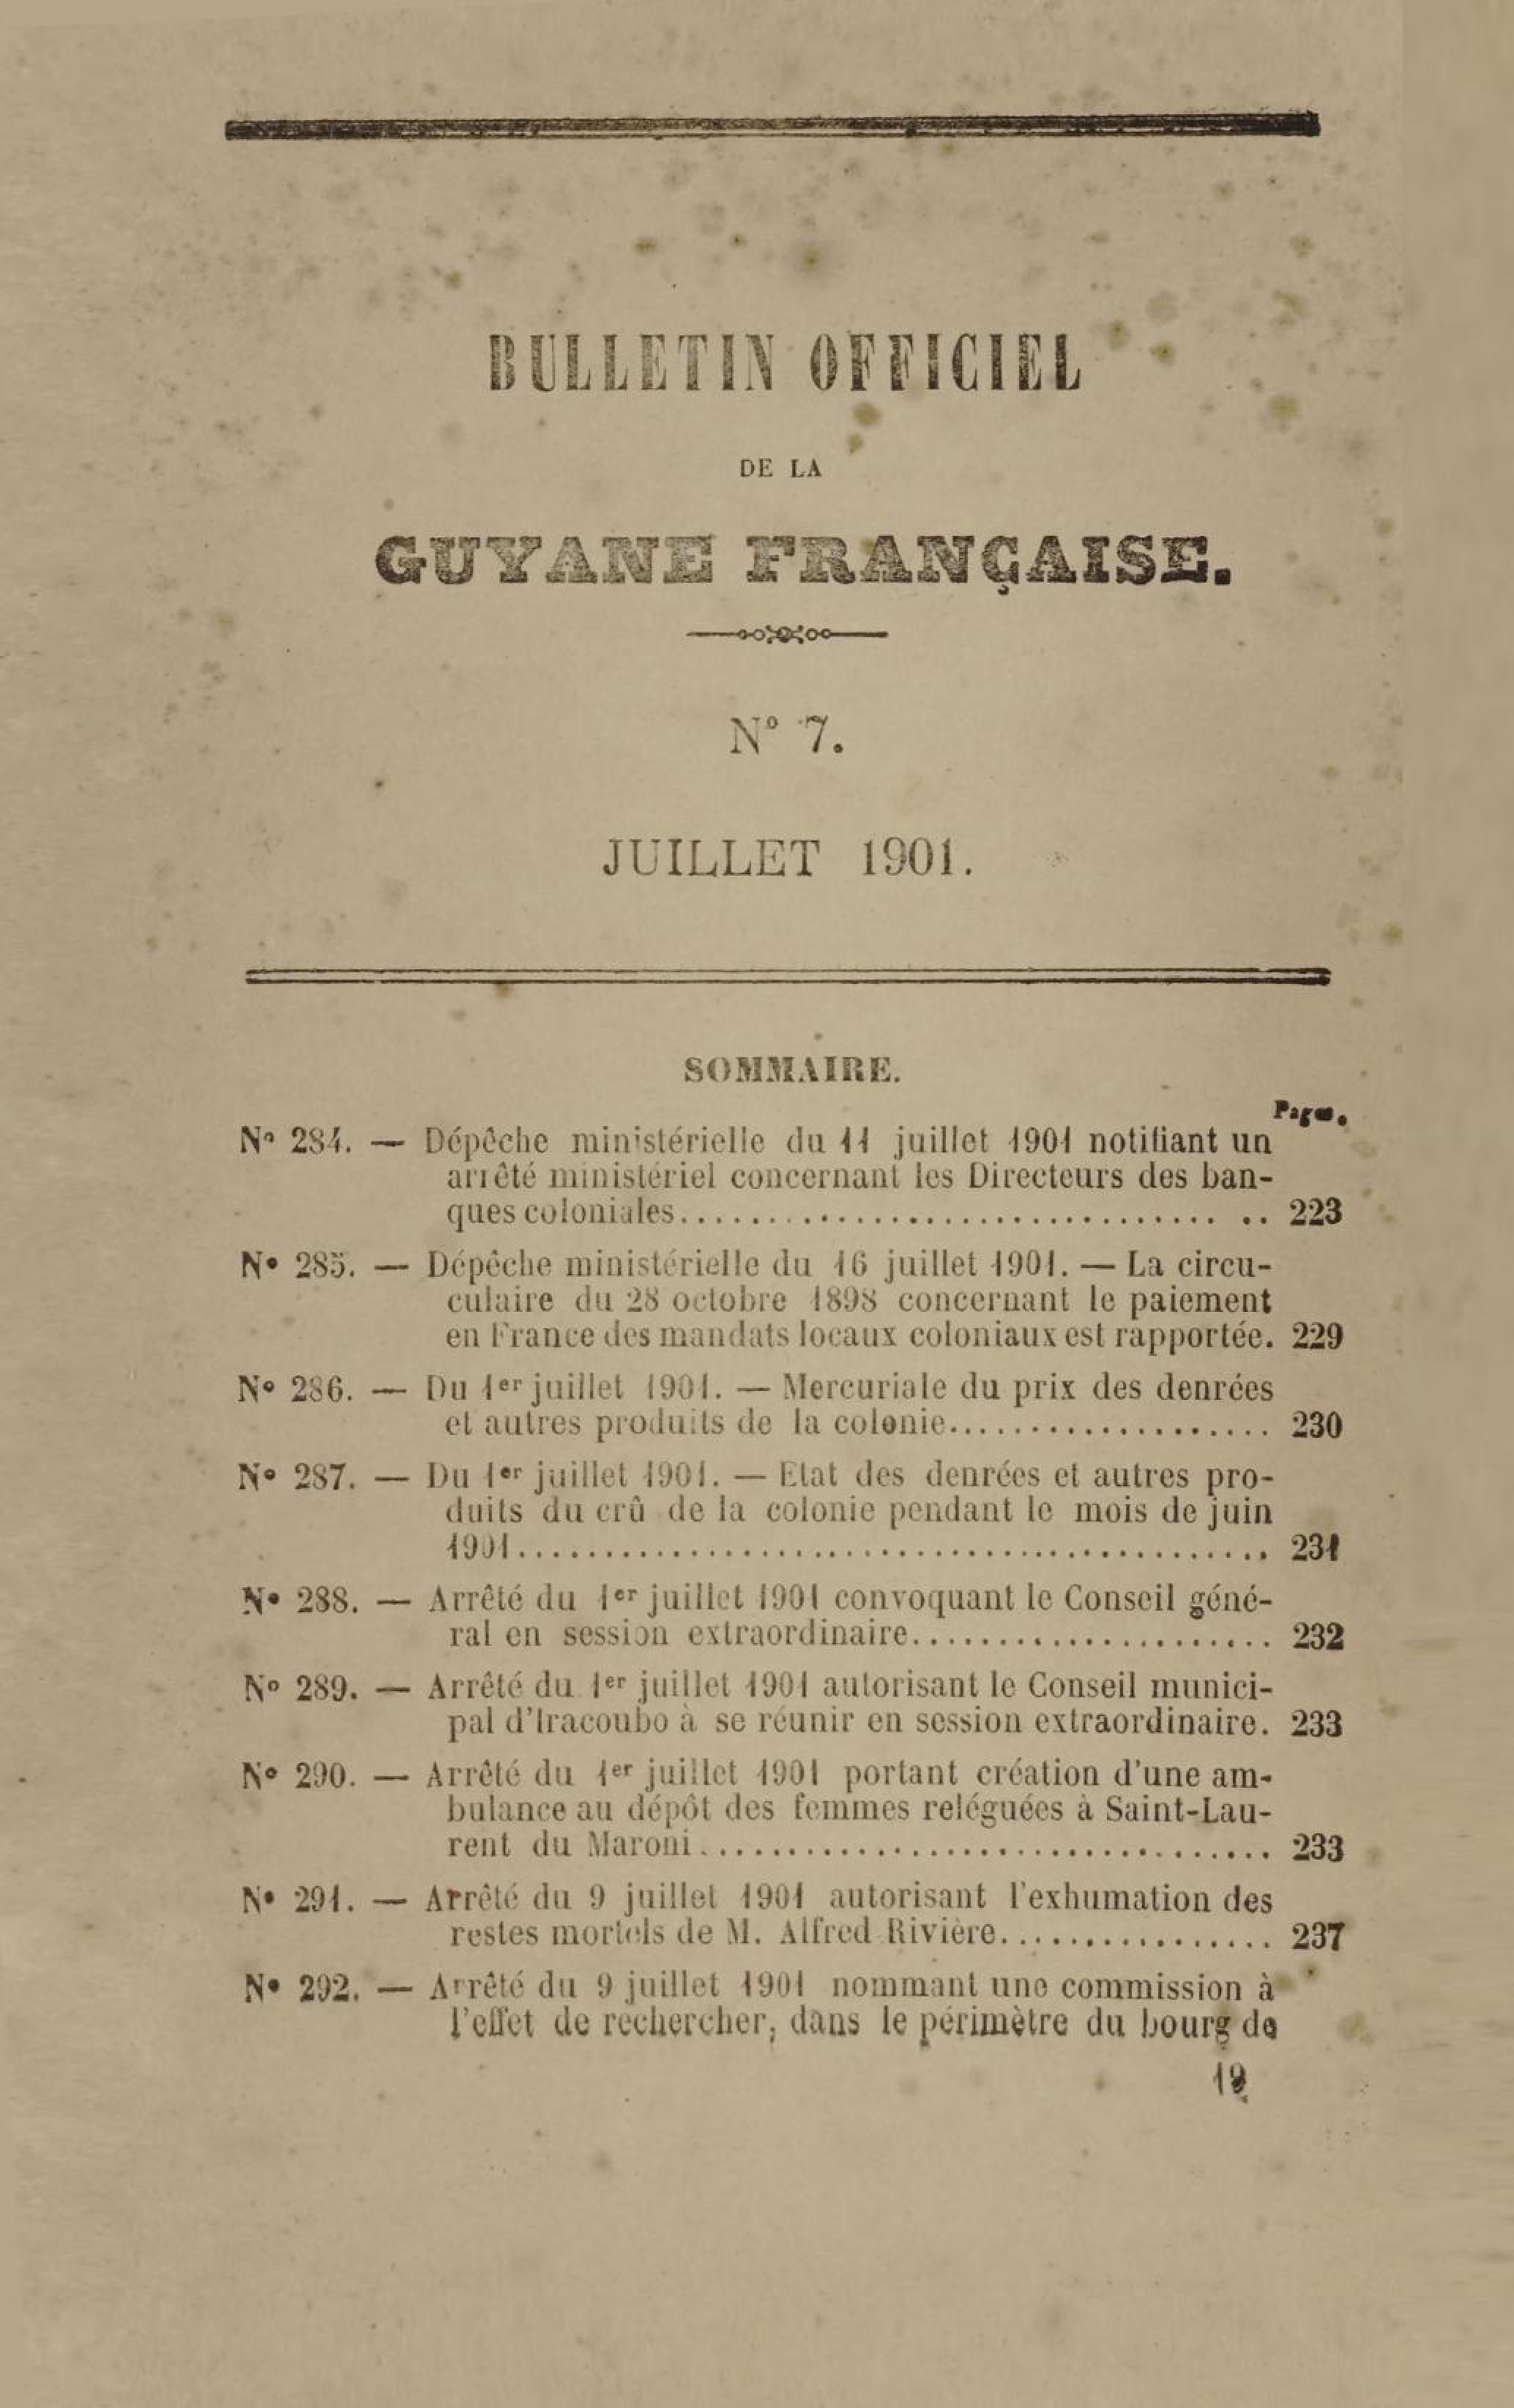 BULLETIN OFFICIEL
DE LA
GUYANE FRANÇAISE.
N° 7.
JUILLET 1901.
SOMMAIRE.
Pages.
N° 284. — Dépêche ministérielle du 11 juillet 1901 notifiant un
arrêté ministériel concernant les Directeurs des ban-
ques coloniales.................................. .. 223
N° 285. — Dépêche ministérielle du 16 juillet 1901. — La circu-
culaire du 28 octobre 1898 concernant le paiement
en France des mandats locaux coloniaux est rapportée. 229
N° 286. — Du 1er juillet 1901. — Mercuriale du prix des denrées
et autres produits de la colonie................... 230
N° 287. — Du 1er juillet 1901. — Etat des denrées et autres pro-
duits du crû de la colonie pendant le mois de juin
1901............................................. 231
N° 288. — Arrêté du 1er juillet 1901 convoquant le Conseil géné-
ral en session extraordinaire..................... 232
N° 289. — Arrêté du 1er juillet 1901 autorisant le Conseil munici-
pal d'Iracoubo à se réunir en session extraordinaire. 233
N° 290. — Arrêté du 1er juillet 1901 portant création d'une am-
bulance au dépôt des femmes reléguées à Saint-Lau-
rent du Maroni.................................. 233
N° 291. — Arrêté du 9 juillet 1901 autorisant l'exhumation des
restes mortels de M. Alfred Rivière................ 237
N° 292. — Arrêté du 9 juillet 1901 nommant une commission à
l'effet de rechercher, dans le périmètre du bourg de